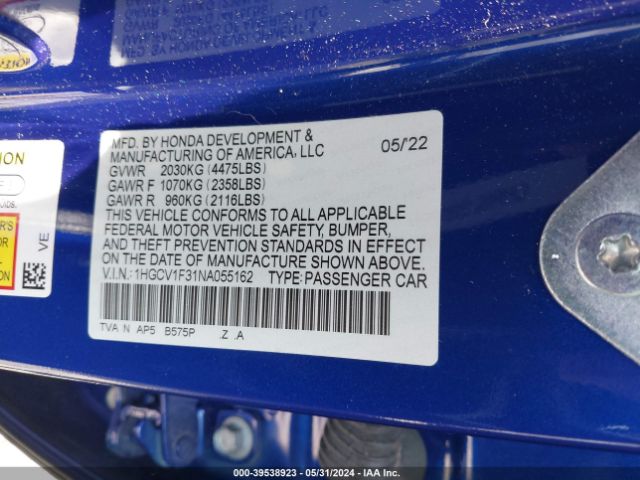 MFD. BY HONDA DEVELOPMENT &
MANUFACTURING OF AMERICA, LLC 05/'22
GVWR 2030KG (4475LBS)
GAWR F 1070KG (2358LBS)
GAWR R 960KG (2116LBS)
THIS VEHICLE CONFORMS TO ALL APPLICABLE
FEDERAL MOTOR VEHICLE SAFETY, BUMPER,
AND THEFT PREVENTION STANDARDS IN EFFECT
ON THE DATE OF MANUFACTURE SHOWN ABOVE.
V.I.N.: 1HGCV1F31NA055162 TYPE: PASSENGER CAR
TVA N AP5 B575P .Z .A
VE
000-39538923 - 05/31/2024 - IAA Inc.